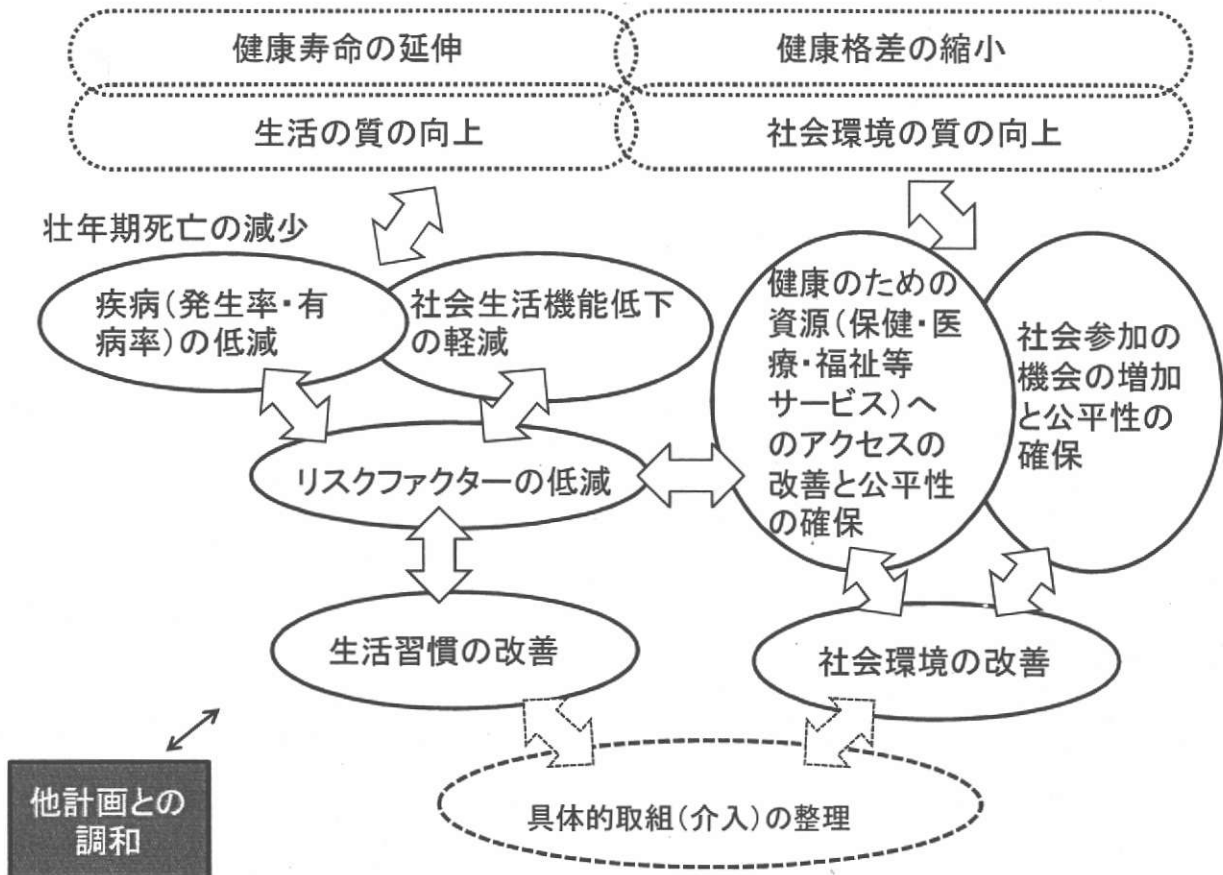 健康寿命の延伸
健康格差の縮小
生活の質の向上
社会環境の質の向上
壮年期死亡の減少
疾病(発生率・有
病率)の低減
社会生活機能低下
の軽減
健康のための
資源(保健・医
療・福祉等
サービス)へ
のアクセスの
改善と公平性
の確保
社会参加の
機会の増加
と公平性の
確保
リスクファクターの低減
生活習慣の改善
社会環境の改善
他計画との
調和
具体的取組(介入)の整理